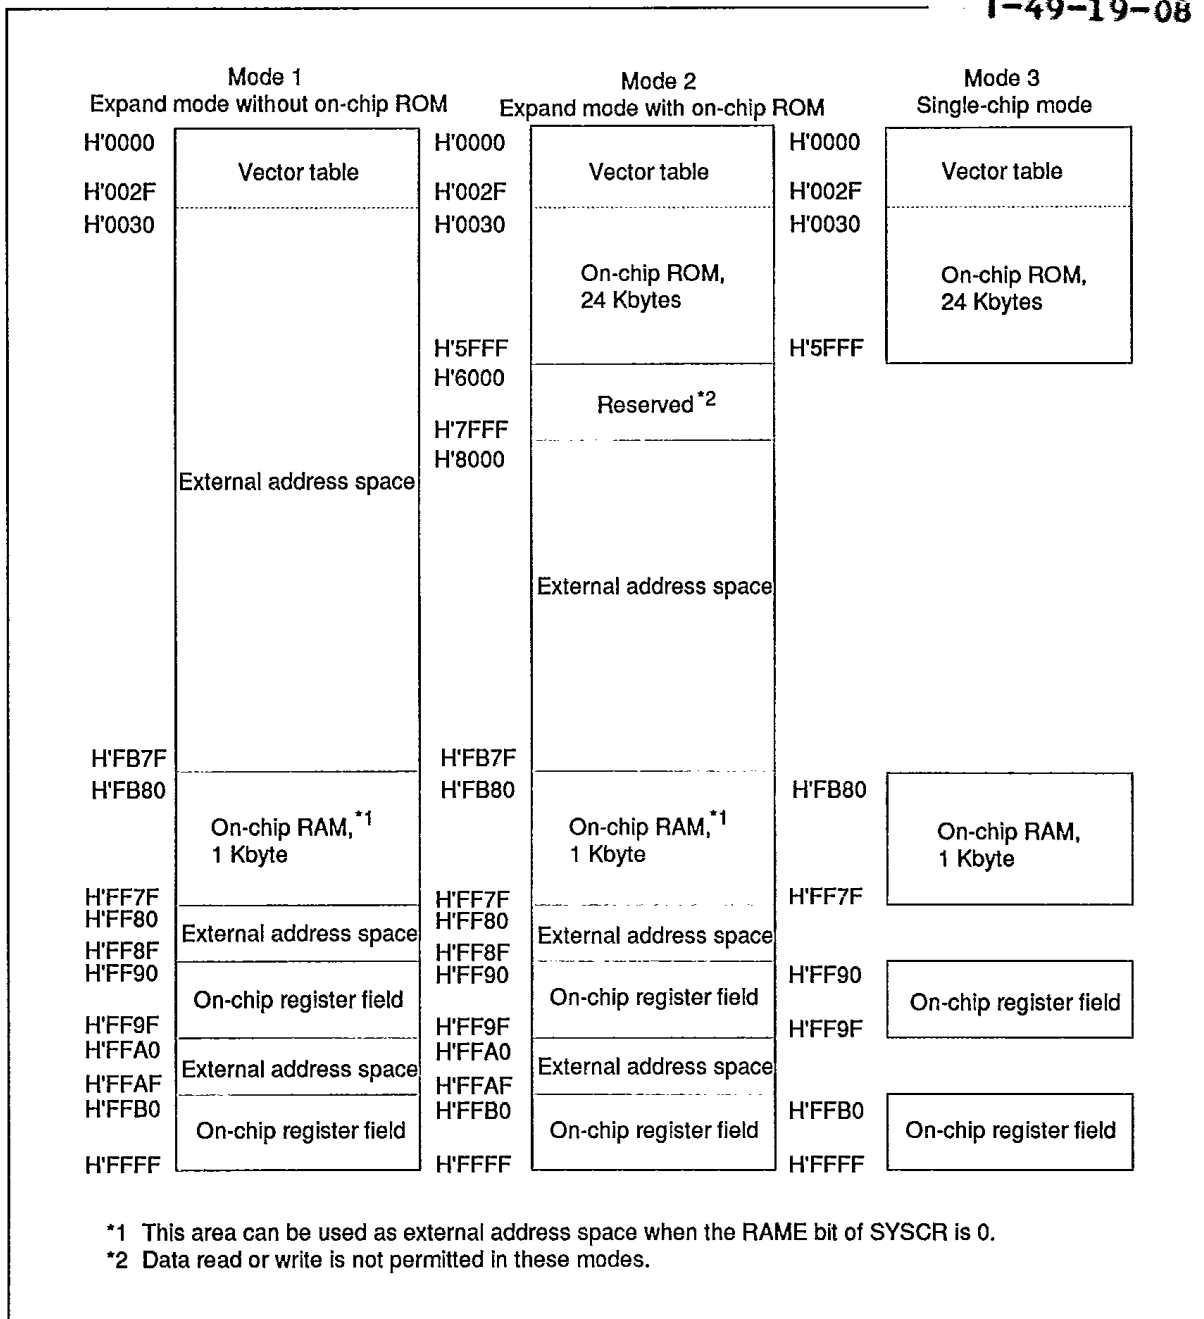 1-49-19-08
Mode 1
Expand mode without on-chip ROM
H'0000
Vector table
H'002F
H'0030
External address space
H'FB7F
H'FB80
On-chip RAM,*1
1 Kbyte
H'FF7F
H'FF80
External address space
H'FF8F
H'FF90
On-chip register field
H'FF9F
H'FFA0
External address space
H'FFAF
H'FFB0
On-chip register field
H'FFFF
Mode 2
Expand mode with on-chip ROM
H'0000
Vector table
H'002F
H'0030
On-chip ROM,
24 Kbytes
H'5FFF
H'6000
Reserved*2
H'7FFF
H'8000
External address space
H'FB7F
H'FB80
On-chip RAM,*1
1 Kbyte
H'FF7F
H'FF80
External address space
H'FF8F
H'FF90
On-chip register field
H'FF9F
H'FFA0
External address space
H'FFAF
H'FFB0
On-chip register field
H'FFFF
Mode 3
Single-chip mode
H'0000
Vector table
H'002F
H'0030
On-chip ROM,
24 Kbytes
H'5FFF
H'FB80
On-chip RAM,
1 Kbyte
H'FF7F
H'FF90
On-chip register field
H'FF9F
H'FFB0
On-chip register field
H'FFFF
*1 This area can be used as external address space when the RAME bit of SYSCR is 0.
*2 Data read or write is not permitted in these modes.